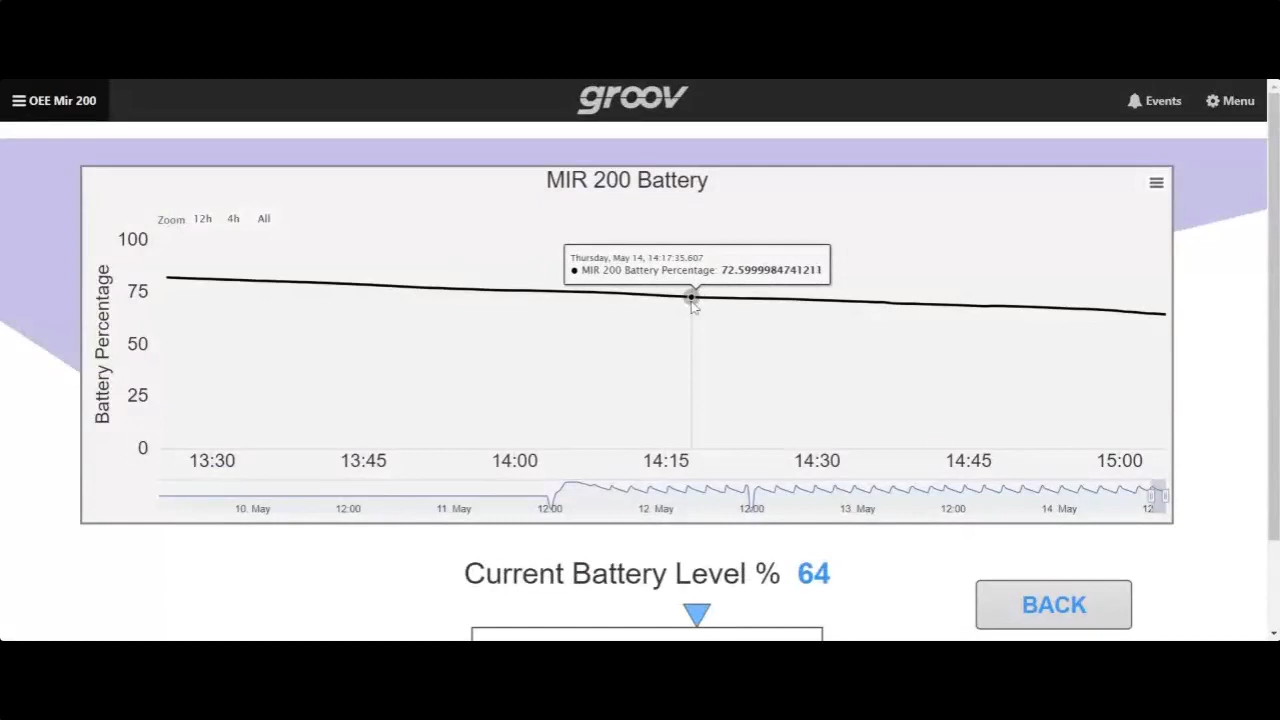 OEE Mir 200
groov
Events
Menu
MIR 200 Battery
Zoom 12h 4h All
Battery Percentage
100
75
50
25
0
Thursday, May 14, 14:17:35.607
● MIR 200 Battery Percentage: 72.5999984741211
13:30 13:45 14:00 14:15 14:30 14:45 15:00
10. May 12:00 11. May 12:00 12. May 12:00 13. May 12:00 14. May 12
Current Battery Level % 64
BACK